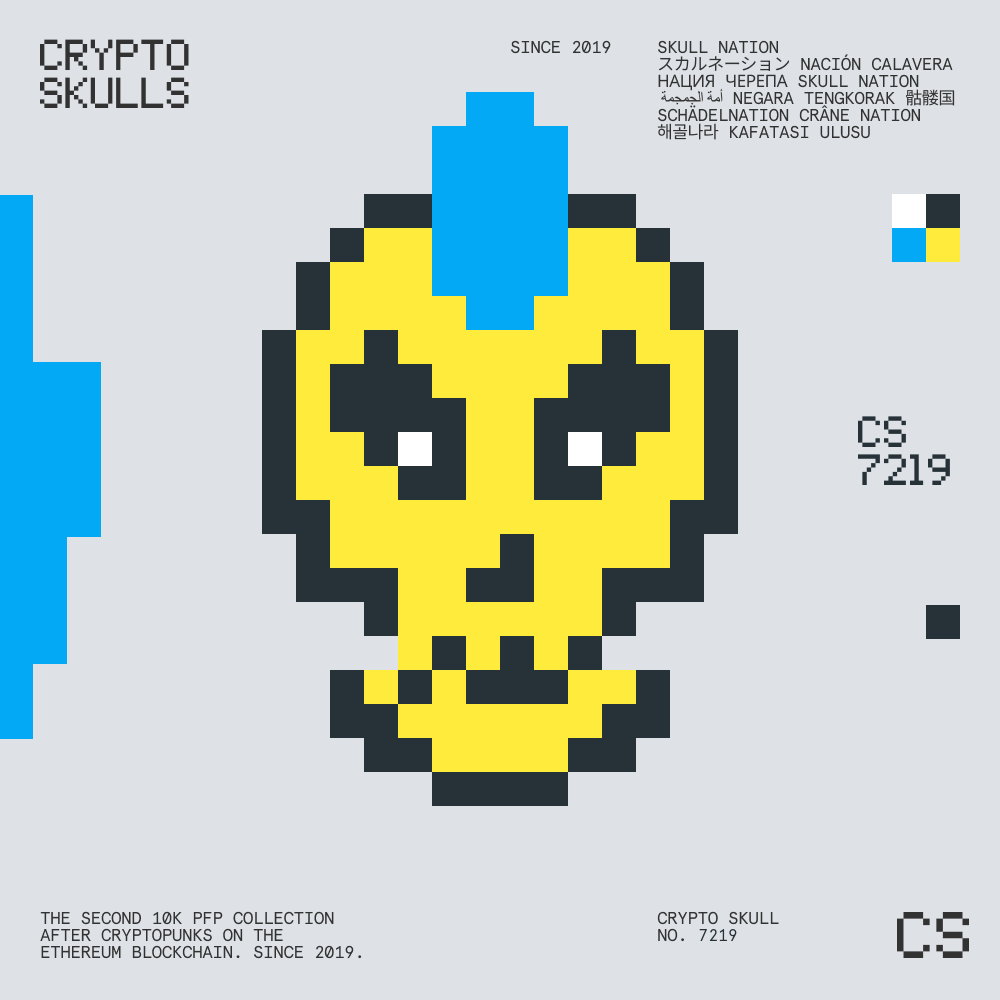 CRYPTO
SKULLS
SINCE 2019
SKULL NATION
スカルネーション NACIÓN CALAVERA
НАЦИЯ ЧЕРЕПА SKULL NATION
أمة الجمجمة NEGARA TENGKORAK 骷髅国
SCHÄDELNATION CRÂNE NATION
해골나라 KAFATASI ULUSU
CS
7219
THE SECOND 10K PFP COLLECTION
AFTER CRYPTOPUNKS ON THE
ETHEREUM BLOCKCHAIN. SINCE 2019.
CRYPTO SKULL
NO. 7219
CS